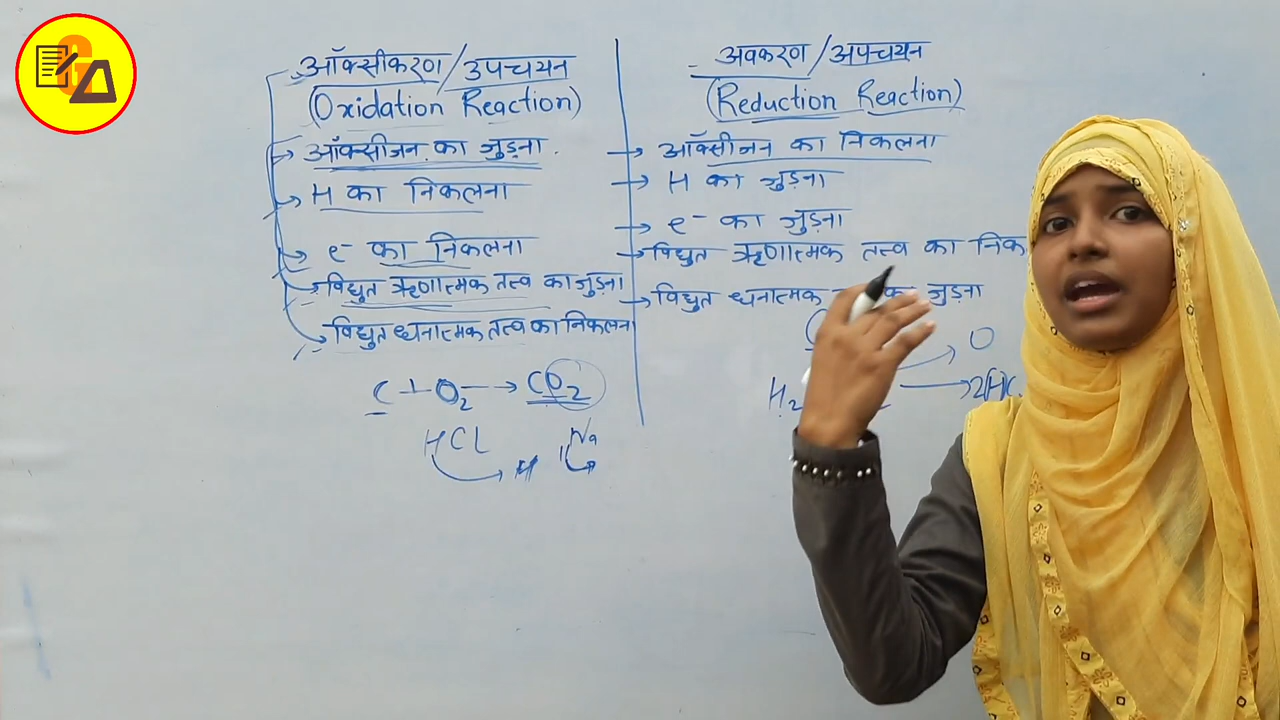 ऑक्सीकरण/उपचयन
(Oxidation Reaction)
→ ऑक्सीजन का जुड़ना.
→ H का निकलना
→ e⁻ का निकलना
→ विद्युत ऋणात्मक तत्त्व का जुड़ना
→ विद्युत धनात्मक तत्त्व का निकलना
C + O₂ → CO₂
HCl → H
Na
अवकरण/अपचयन
(Reduction Reaction)
→ ऑक्सीजन का निकलना
→ H का जुड़ना
→ e⁻ का जुड़ना
→ विद्युत ऋणात्मक तत्त्व का निक
→ विद्युत धनात्मक का जुड़ना
O
H₂ → 2HC